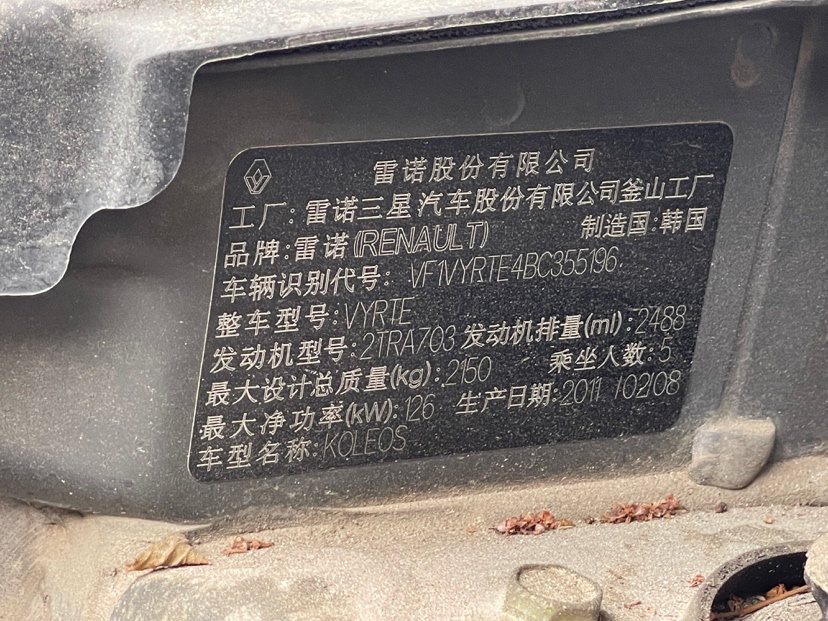 雷诺股份有限公司
工厂:雷诺三星汽车股份有限公司釜山工厂
品牌:雷诺(RENAULT) 制造国:韩国
车辆识别代号: VF1VYRTE4BC355196
整车型号:VYRTE
发动机型号:2TRA703 发动机排量(ml):2488
最大设计总质量(kg):2150 乘坐人数:5
最大净功率(kW):126 生产日期:2011/02/08
车型名称:KOLEOS